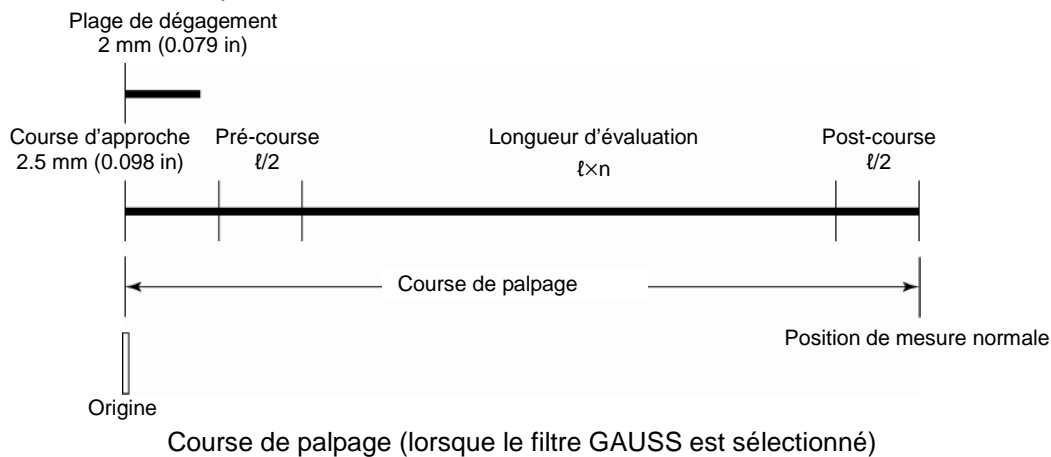 Plage de dégagement
2 mm (0.079 in)
Course d'approche
2.5 mm (0.098 in)
Pré-course
ℓ/2
Longueur d'évaluation
ℓ×n
Post-course
ℓ/2
Course de palpage
Position de mesure normale
Origine
Course de palpage (lorsque le filtre GAUSS est sélectionné)